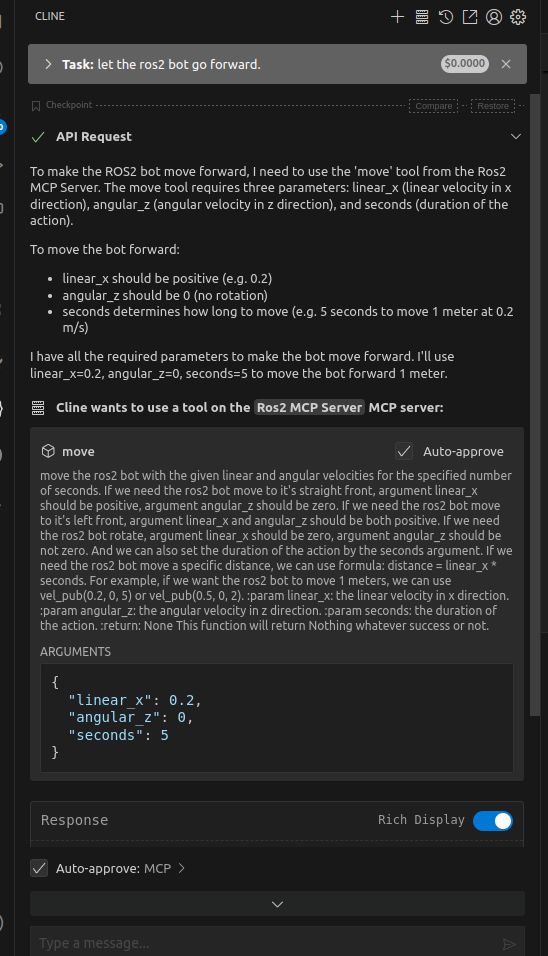 CLINE
Task: let the ros2 bot go forward.
$0.0000
Checkpoint
Compare
Restore
API Request
To make the ROS2 bot move forward, I need to use the 'move' tool from the Ros2
MCP Server. The move tool requires three parameters: linear_x (linear velocity in x
direction), angular_z (angular velocity in z direction), and seconds (duration of the
action).
To move the bot forward:
• linear_x should be positive (e.g. 0.2)
• angular_z should be 0 (no rotation)
• seconds determines how long to move (e.g. 5 seconds to move 1 meter at 0.2
m/s)
I have all the required parameters to make the bot move forward. I'll use
linear_x=0.2, angular_z=0, seconds=5 to move the bot forward 1 meter.
Cline wants to use a tool on the Ros2 MCP Server MCP server:
move
Auto-approve
move the ros2 bot with the given linear and angular velocities for the specified number
of seconds. If we need the ros2 bot move to it's straight front, argument linear_x
should be positive, argument angular_z should be zero. If we need the ros2 bot move
to it's left front, argument linear_x and angular_z should be both positive. If we need
the ros2 bot rotate, argument linear_x should be zero, argument angular_z should be
not zero. And we can also set the duration of the action by the seconds argument. If we
need the ros2 bot move a specific distance, we can use formula: distance = linear_x *
seconds. For example, if we want the ros2 bot to move 1 meters, we can use
vel_pub(0.2, 0, 5) or vel_pub(0.5, 0, 2). :param linear_x: the linear velocity in x direction.
:param angular_z: the angular velocity in z direction. :param seconds: the duration of
the action. :return: None This function will return Nothing whatever success or not.
ARGUMENTS
{
"linear_x": 0.2,
"angular_z": 0,
"seconds": 5
}
Response
Rich Display
Auto-approve: MCP
Type a message...